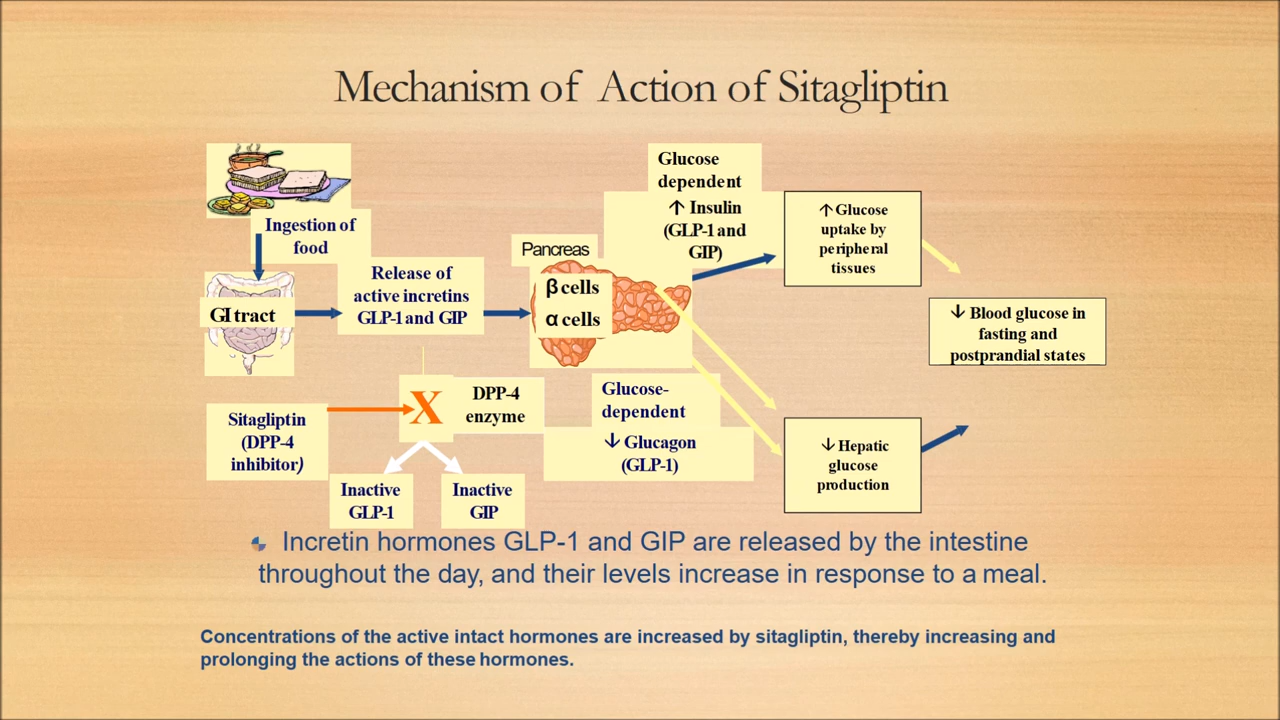 Mechanism of Action of Sitagliptin
Ingestion of
food
GI tract
Release of
active incretins
GLP-1 and GIP
Pancreas
β cells
α cells
Glucose
dependent
↑ Insulin
(GLP-1 and
GIP)
↑ Glucose
uptake by
peripheral
tissues
↓ Blood glucose in
fasting and
postprandial states
Sitagliptin
(DPP-4
inhibitor)
X
DPP-4
enzyme
Inactive
GLP-1
Inactive
GIP
Glucose-
dependent
↓ Glucagon
(GLP-1)
↓ Hepatic
glucose
production
Incretin hormones GLP-1 and GIP are released by the intestine
throughout the day, and their levels increase in response to a meal.
Concentrations of the active intact hormones are increased by sitagliptin, thereby increasing and
prolonging the actions of these hormones.